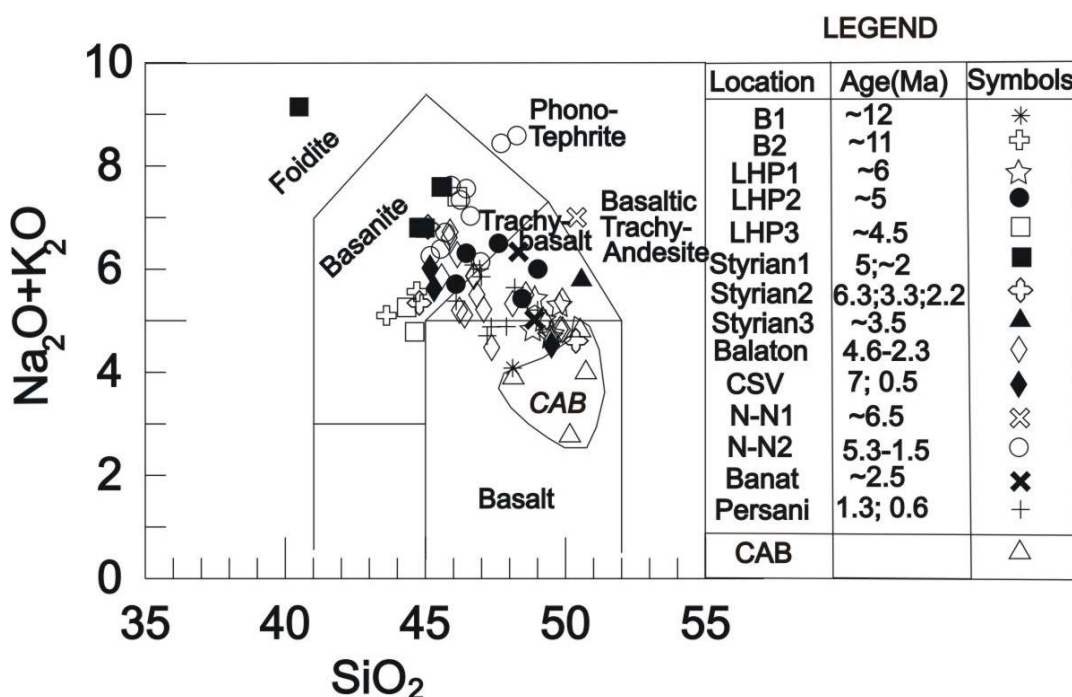 LEGEND
Location Age(Ma) Symbols
B1 ~12
B2 ~11
LHP1 ~6
LHP2 ~5
LHP3 ~4.5
Styrian1 5;~2
Styrian2 6.3;3.3;2.2
Styrian3 ~3.5
Balaton 4.6-2.3
CSV 7; 0.5
N-N1 ~6.5
N-N2 5.3-1.5
Banat ~2.5
Persani 1.3; 0.6
CAB
Na₂O+K₂O
10
8
6
4
2
0
Foidite
Phono-
Tephrite
Basanite
Trachy-
basalt
Basaltic
Trachy-
Andesite
CAB
Basalt
35 40 45 50 55
SiO₂